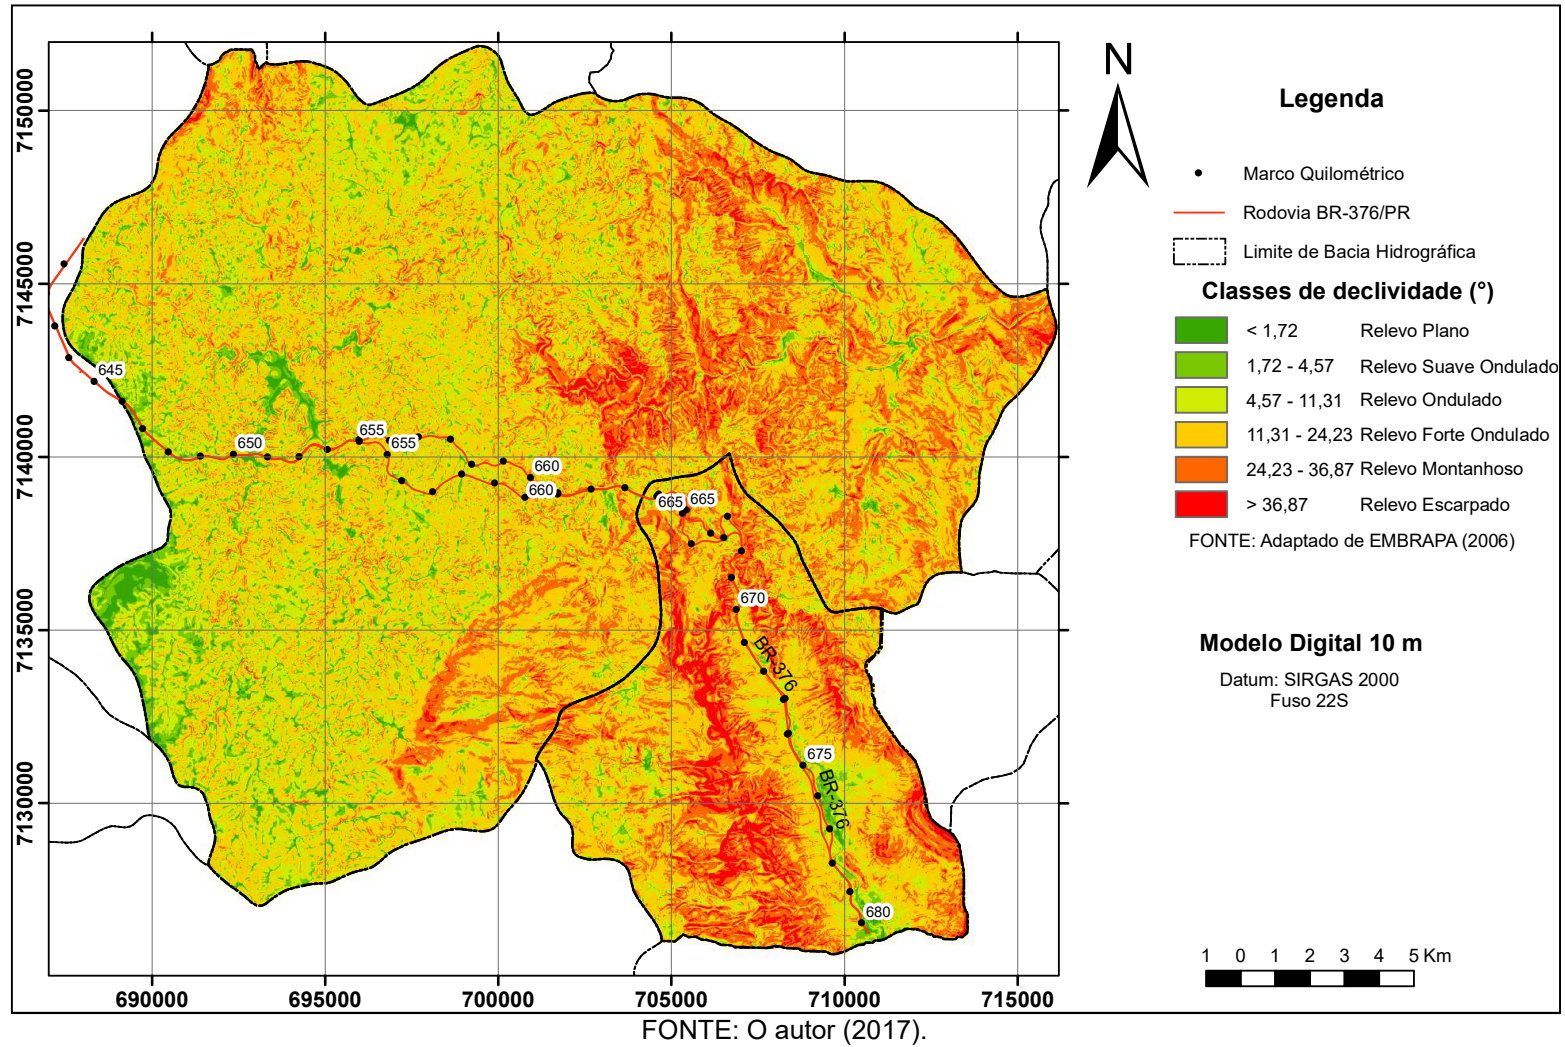 7150000
7145000
7140000
7135000
7130000
690000
695000
700000
705000
710000
715000
645
650
655
655
660
660
665
665
670
BR-376
675
BR-376
680
N
Legenda
Marco Quilométrico
Rodovia BR-376/PR
Limite de Bacia Hidrográfica
Classes de declividade (°)
< 1,72 Relevo Plano
1,72 - 4,57 Relevo Suave Ondulado
4,57 - 11,31 Relevo Ondulado
11,31 - 24,23 Relevo Forte Ondulado
24,23 - 36,87 Relevo Montanhoso
> 36,87 Relevo Escarpado
FONTE: Adaptado de EMBRAPA (2006)
Modelo Digital 10 m
Datum: SIRGAS 2000
Fuso 22S
1 0 1 2 3 4 5 Km
FONTE: O autor (2017).